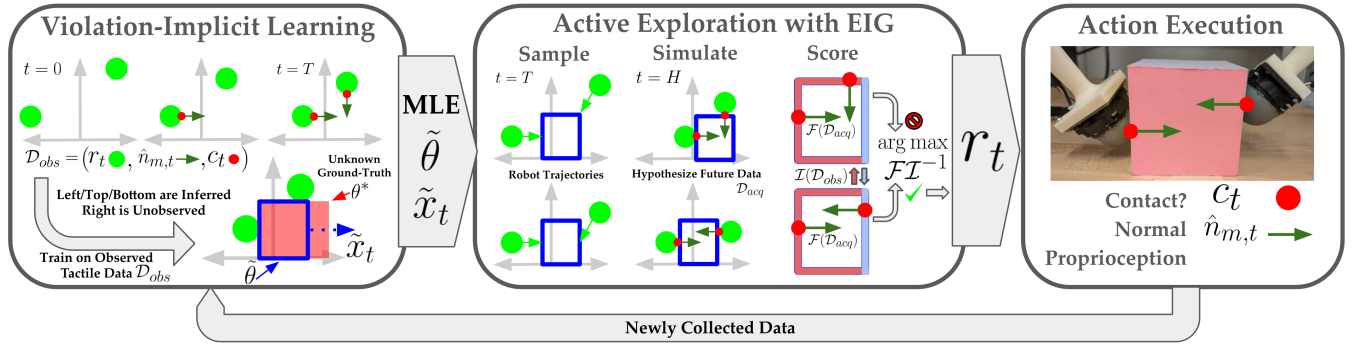 Violation-Implicit Learning
t = 0
t = T
𝒟_obs = (r_t , n̂_{m,t} , c_t )
Unknown
Ground-Truth
θ*
Left/Top/Bottom are Inferred
Right is Unobserved
Train on Observed
Tactile Data 𝒟_obs
θ̃
x̃_t
MLE
θ̃
x̃_t
Active Exploration with EIG
Sample
Simulate
Score
t = T
t = H
Robot Trajectories
Hypothesize Future Data
𝒟_acq
ℱ(𝒟_acq)
ℐ(𝒟_obs)
ℱ(𝒟_acq)
arg max
ℱℐ⁻¹
r_t
Action Execution
Contact? c_t
Normal n̂_{m,t}
Proprioception
Newly Collected Data